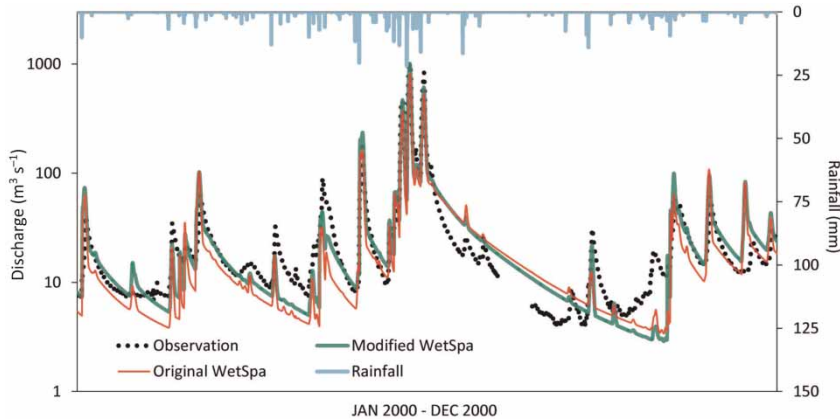 0
1000
25
50
Discharge (m³ s⁻¹)
100
75
Rainfall (mm)
10
100
Observation
Modified WetSpa
125
Original WetSpa
Rainfall
1
150
JAN 2000 - DEC 2000